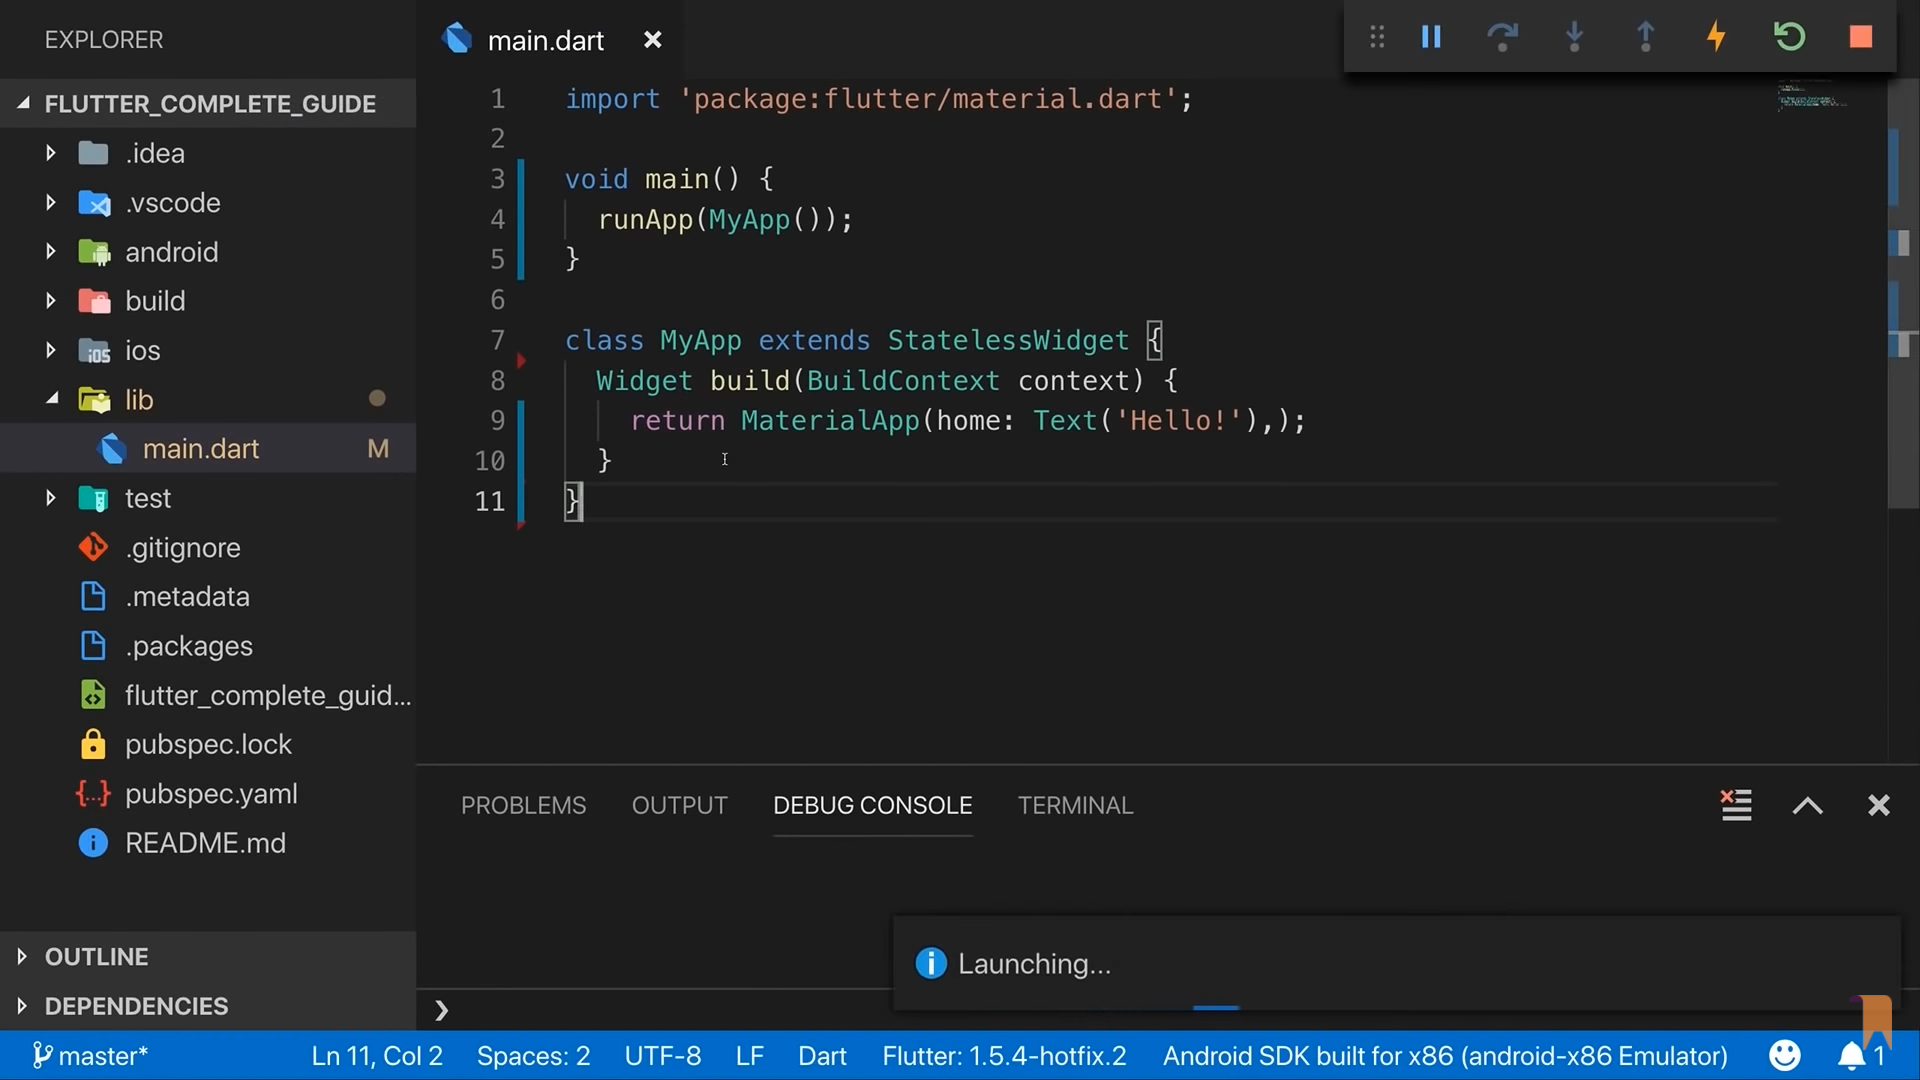 EXPLORER
FLUTTER_COMPLETE_GUIDE
.idea
.vscode
android
build
iOS
ios
lib
main.dart
M
test
.gitignore
.metadata
.packages
flutter_complete_guid...
pubspec.lock
{...} pubspec.yaml
README.md
OUTLINE
DEPENDENCIES
main.dart
1 import 'package:flutter/material.dart';
2
3 void main() {
4 runApp(MyApp());
5 }
6
7 class MyApp extends StatelessWidget {
8 Widget build(BuildContext context) {
9 return MaterialApp(home: Text('Hello!'),);
10 }
11 }
PROBLEMS OUTPUT DEBUG CONSOLE TERMINAL
Launching...
master* Ln 11, Col 2 Spaces: 2 UTF-8 LF Dart Flutter: 1.5.4-hotfix.2 Android SDK built for x86 (android-x86 Emulator) 1